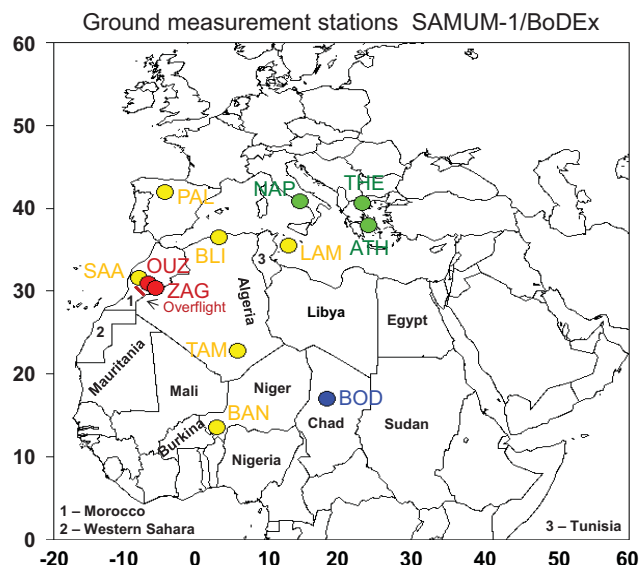 Ground measurement stations SAMUM-1/BoDEx
60
50
40
30
20
10
0
-20
-10
0
10
20
30
40
50
60
PAL
NAP
THE
ATH
BLI
LAM
SAA
OUZ
ZAG
Overflight
1
2
3
Algeria
Libya
Egypt
Mauritania
TAM
Mali
Niger
BOD
Chad
Sudan
BAN
Burkina
Nigeria
1 – Morocco
2 – Western Sahara
3 – Tunisia